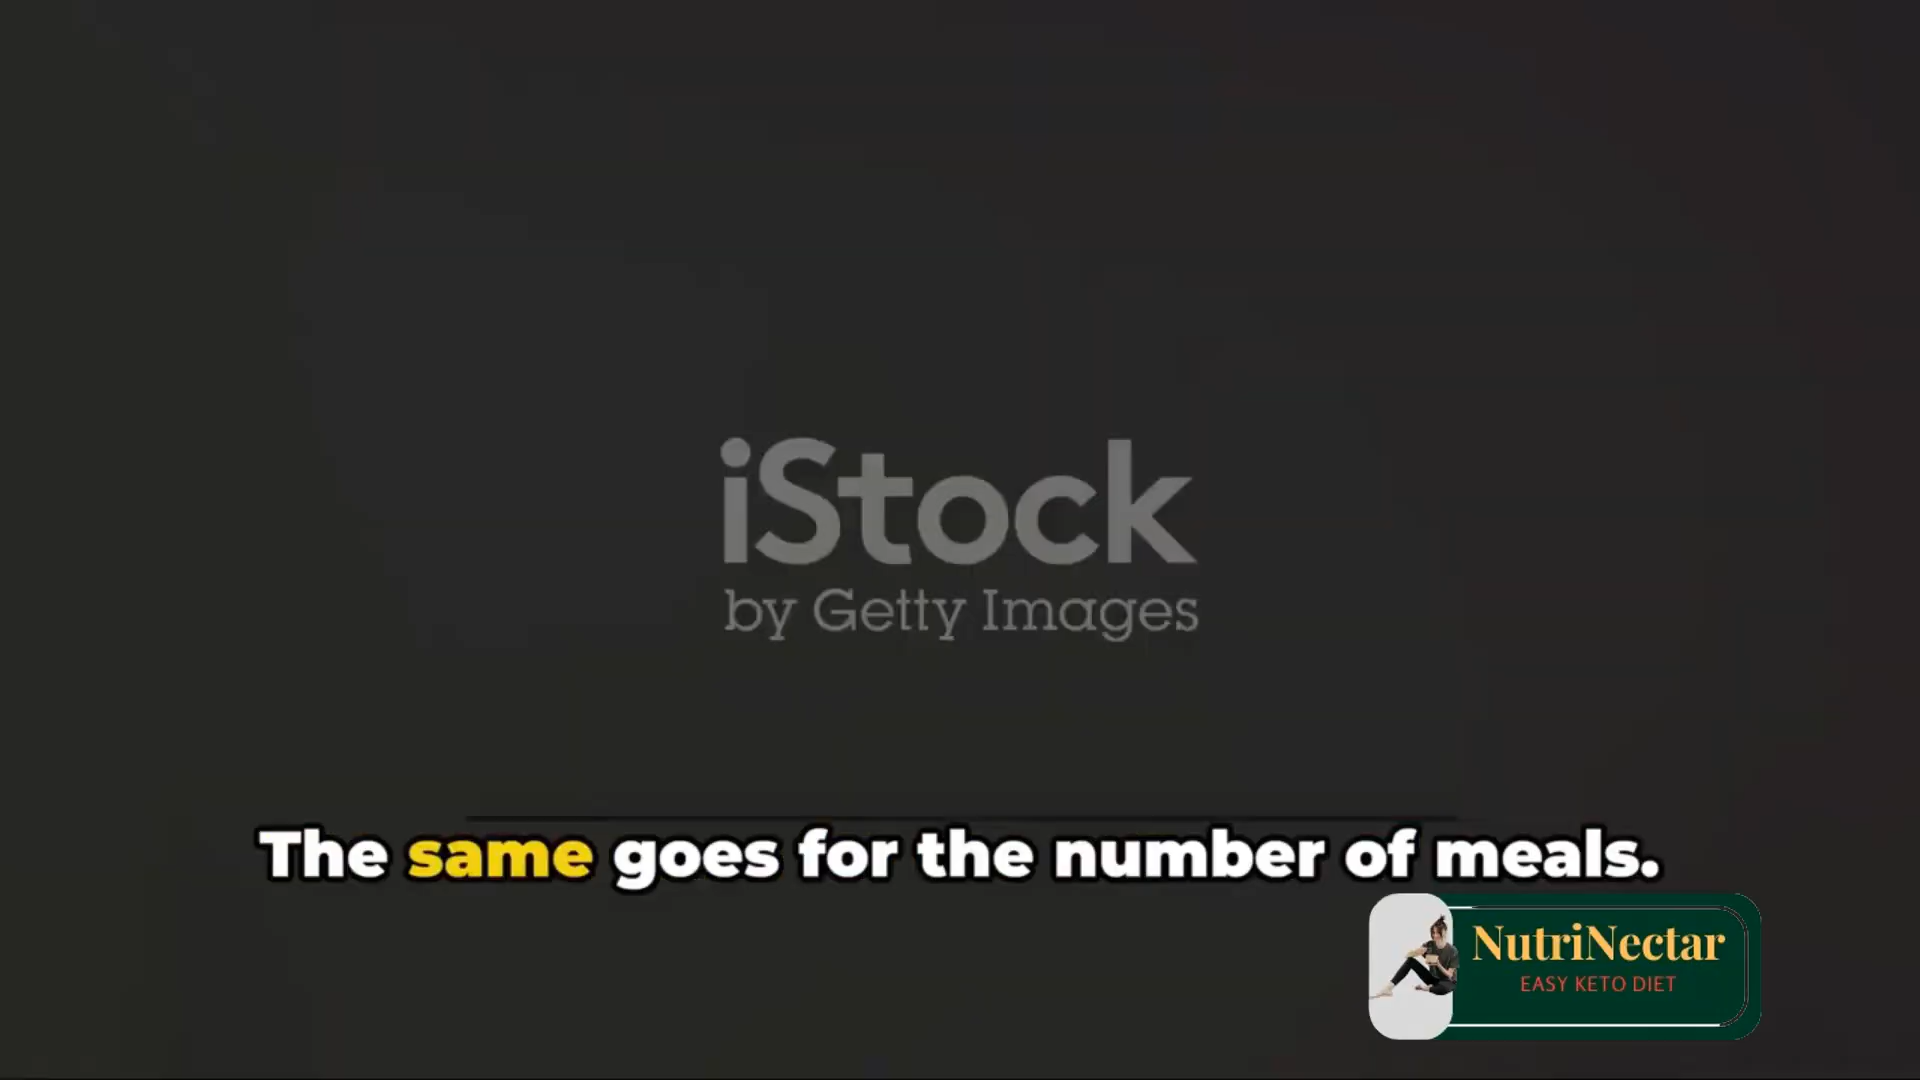 iStock
by Getty Images
The same goes for the number of meals.
NutriNectar
EASY KETO DIET